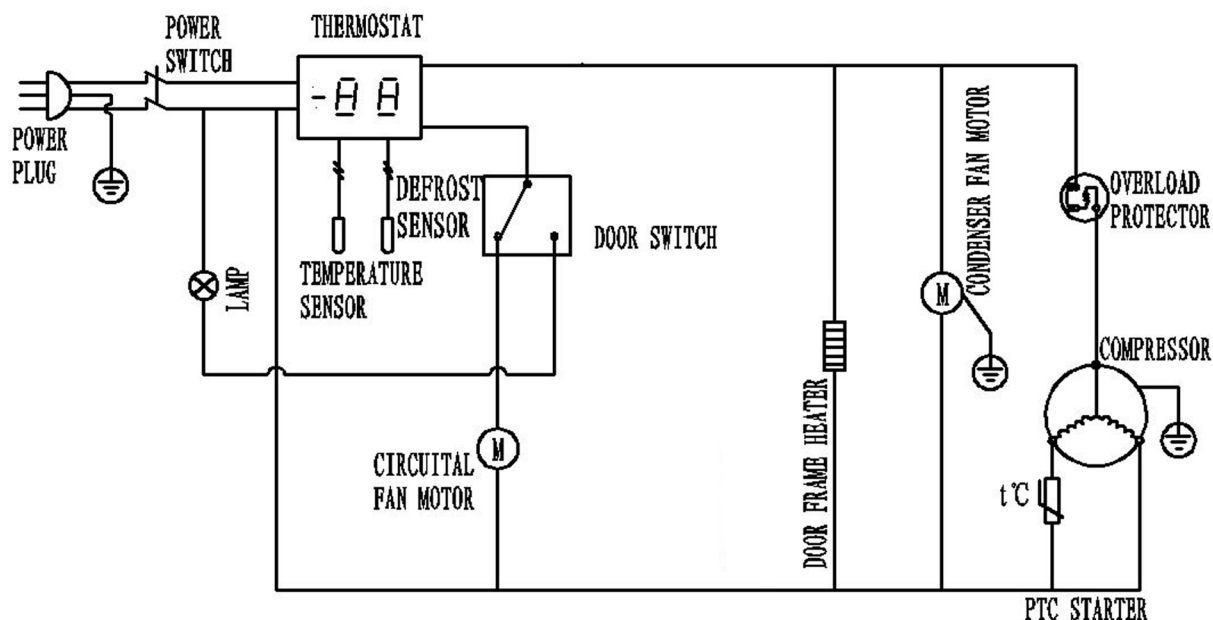 POWER
SWITCH
THERMOSTAT
-88
POWER
PLUG
DEFROST
SENSOR
TEMPERATURE
SENSOR
LAMP
DOOR SWITCH
CIRCUITAL
FAN MOTOR
M
DOOR FRAME HEATER
CONDENSER FAN MOTOR
M
OVERLOAD
PROTECTOR
COMPRESSOR
t℃
PTC STARTER